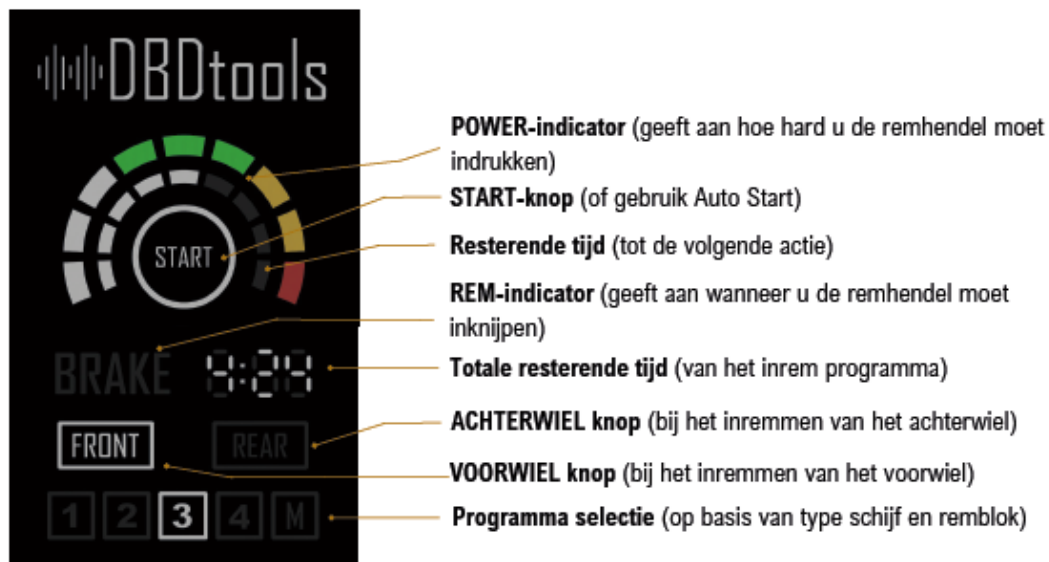 DBDtools
POWER-indicator (geeft aan hoe hard u de remhendel moet
indrukken)
START-knop (of gebruik Auto Start)
START
Resterende tijd (tot de volgende actie)
REM-indicator (geeft aan wanneer u de remhendel moet
inknijpen)
BRAKE 4:24
Totale resterende tijd (van het inrem programma)
ACHTERWIEL knop (bij het inremmen van het achterwiel)
FRONT REAR
VOORWIEL knop (bij het inremmen van het voorwiel)
1 2 3 4 M
Programma selectie (op basis van type schijf en remblok)